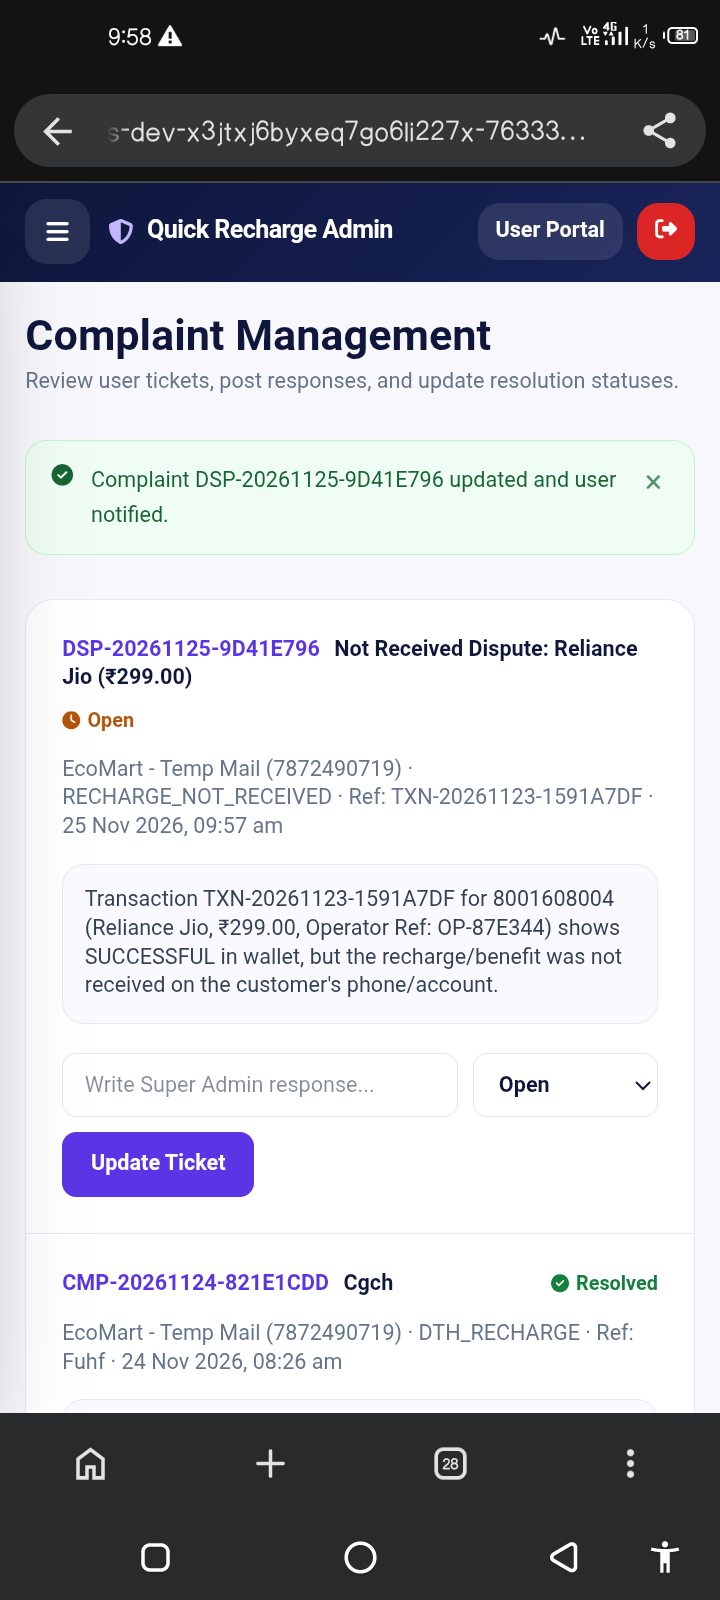 9:58
Vo LTE 4G 1 K/s 81
s-dev-x3jtxj6byxeq7go6li227x-76333...
Quick Recharge Admin User Portal
Complaint Management
Review user tickets, post responses, and update resolution statuses.
Complaint DSP-20261125-9D41E796 updated and user
notified.
DSP-20261125-9D41E796 Not Received Dispute: Reliance
Jio (₹299.00)
Open
EcoMart - Temp Mail (7872490719) ·
RECHARGE_NOT_RECEIVED · Ref: TXN-20261123-1591A7DF ·
25 Nov 2026, 09:57 am
Transaction TXN-20261123-1591A7DF for 8001608004
(Reliance Jio, ₹299.00, Operator Ref: OP-87E344) shows
SUCCESSFUL in wallet, but the recharge/benefit was not
received on the customer's phone/account.
Write Super Admin response... Open
Update Ticket
CMP-20261124-821E1CDD Cgch Resolved
EcoMart - Temp Mail (7872490719) · DTH_RECHARGE · Ref:
Fuhf · 24 Nov 2026, 08:26 am
28